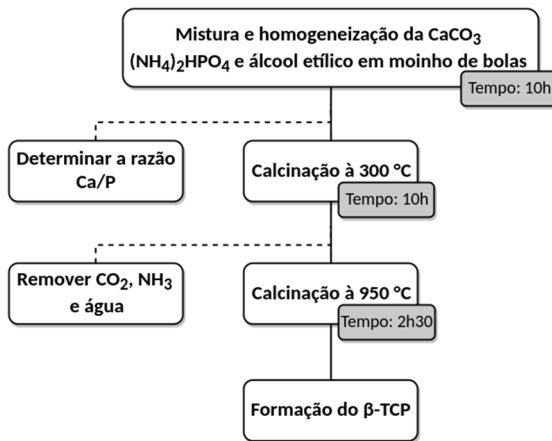 Mistura e homogeneização da CaCO₃
(NH₄)₂HPO₄ e álcool etílico em moinho de bolas
Tempo: 10h
Determinar a razão
Ca/P
Calcinação à 300 °C
Tempo: 10h
Remover CO₂, NH₃
e água
Calcinação à 950 °C
Tempo: 2h30
Formação do β-TCP